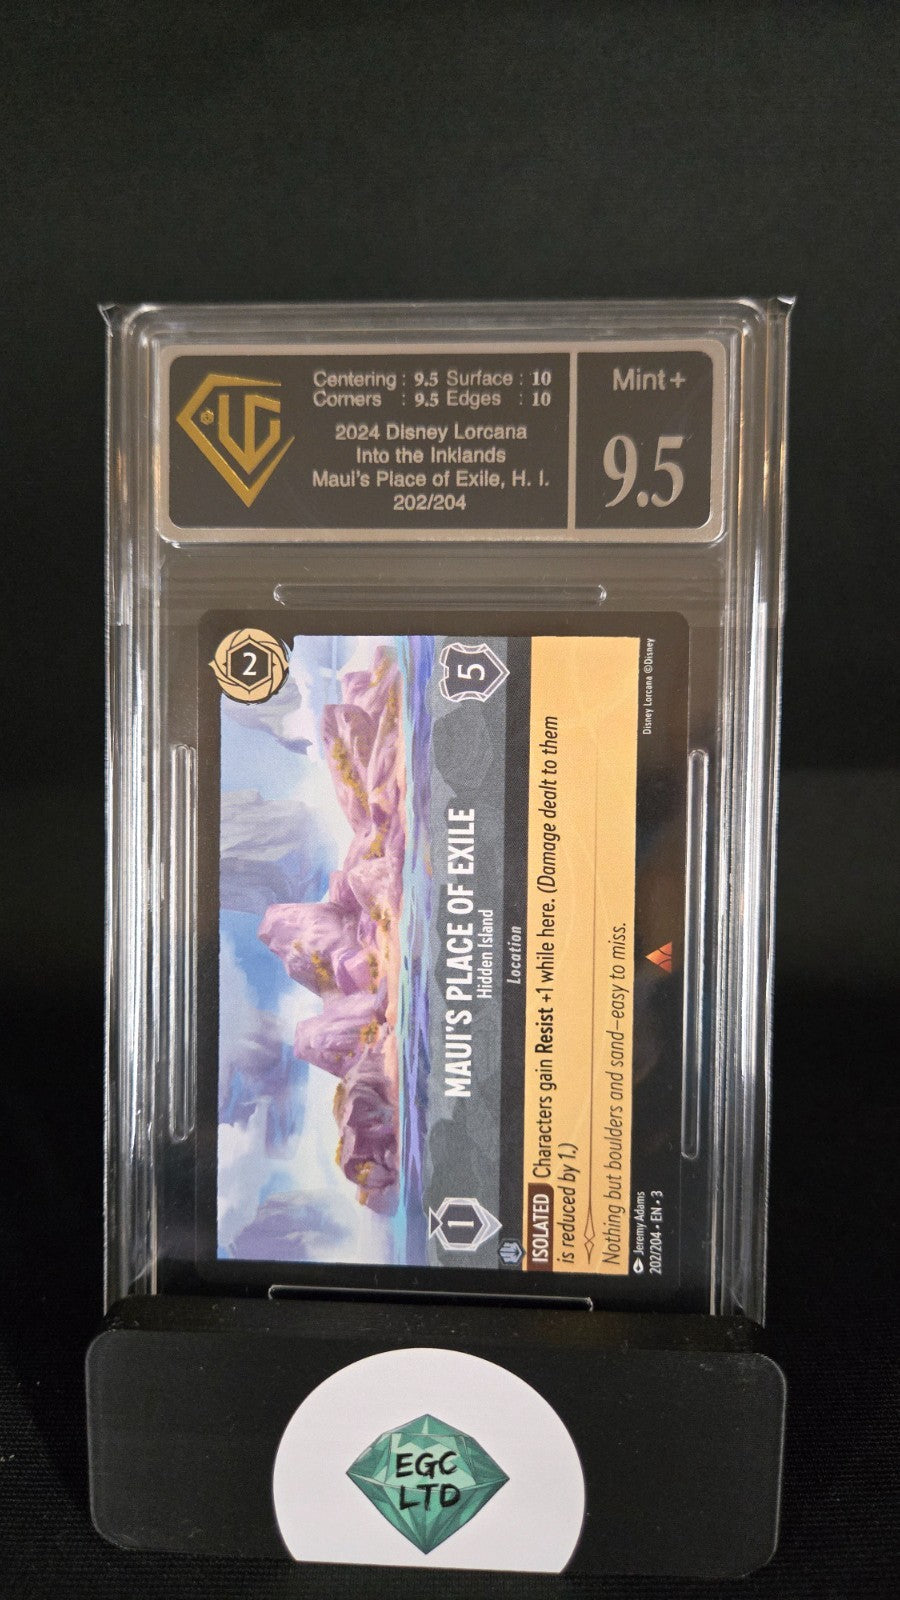 Centering : 9.5 Surface : 10
Corners : 9.5 Edges : 10
2024 Disney Lorcana
Into the Inklands
Maui's Place of Exile, H. I.
202/204
Mint+
9.5
2
1
MAUI'S PLACE OF EXILE
5
Hidden Island
Location
ISOLATED Characters gain Resist +1 while here. (Damage dealt to them
is reduced by 1.)
Nothing but boulders and sand—easy to miss.
Jeremy Adams
202/204 • EN • 3
Disney Lorcana ©Disney
EGC
LTD